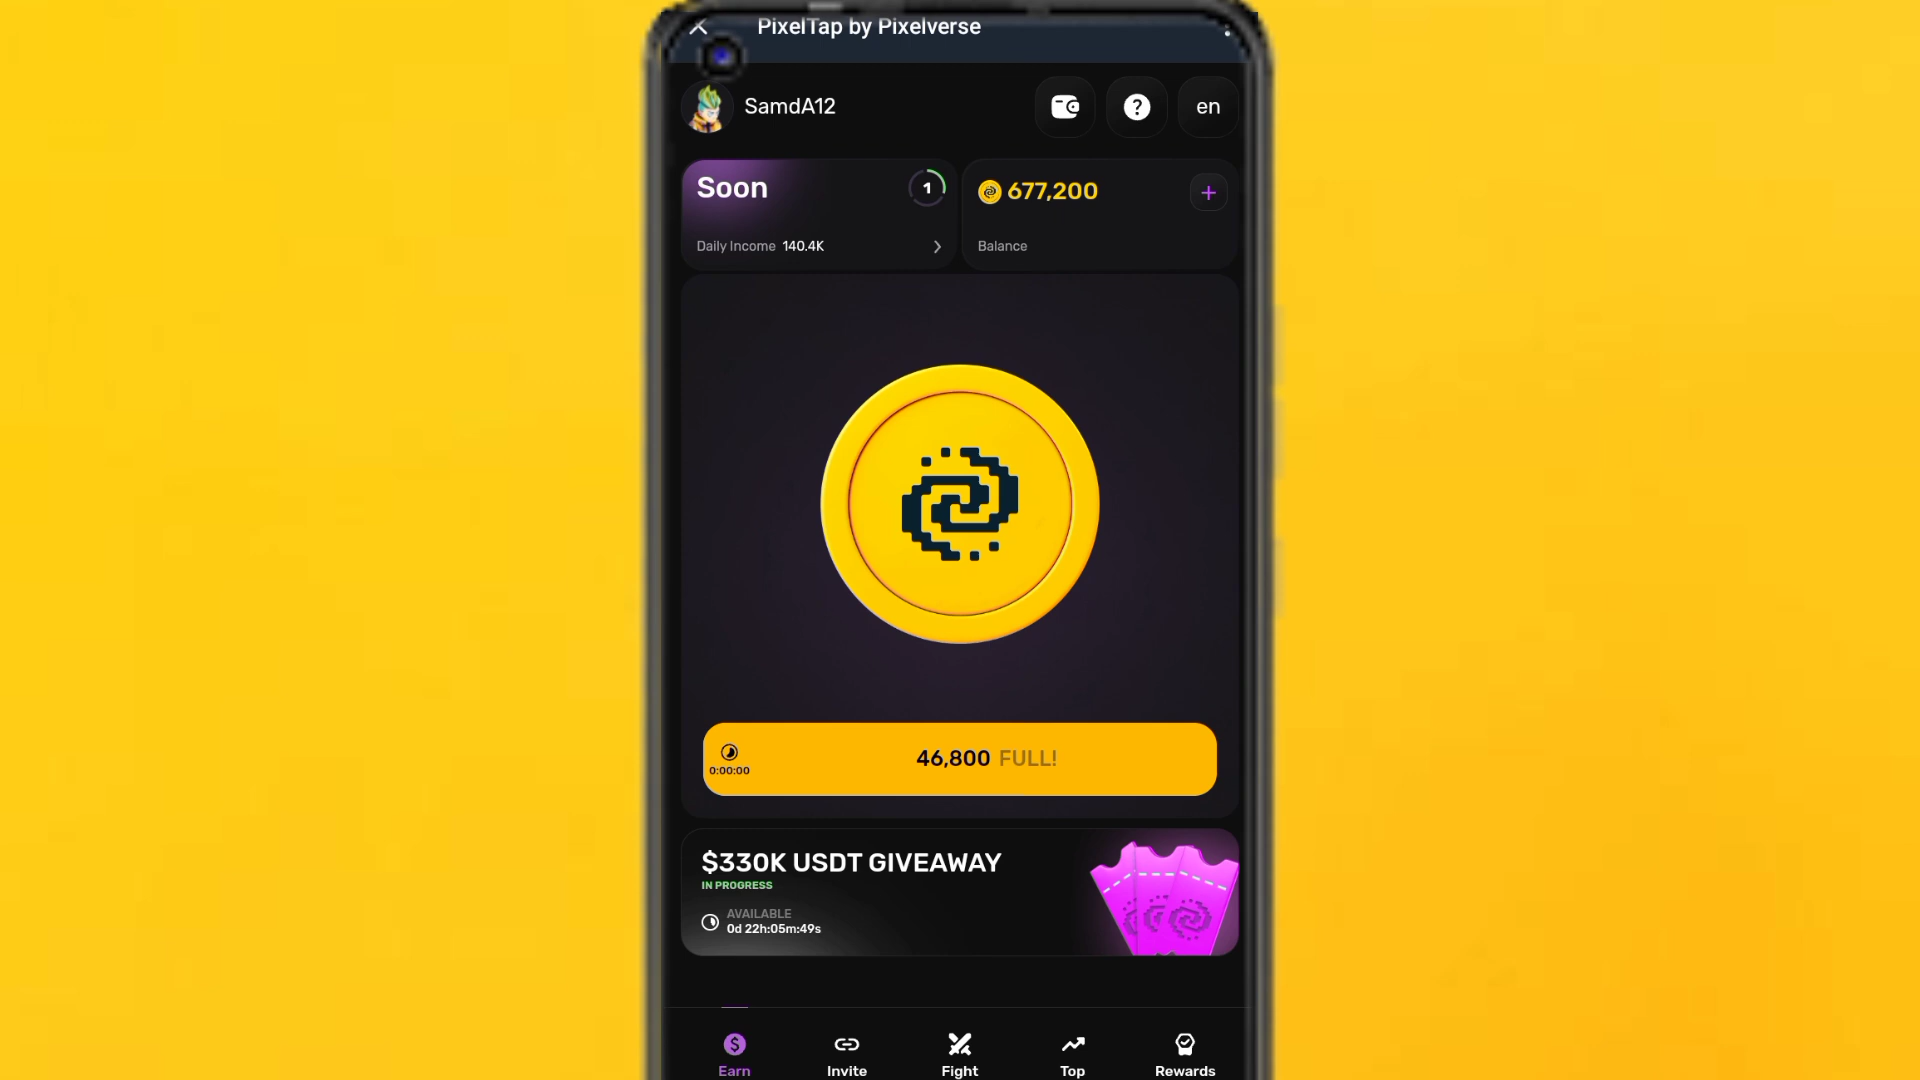 PixelTap by Pixelverse
SamdA12
en
Soon
1
677,200
Daily Income 140.4K
Balance
46,800 FULL!
0:00:00
$330K USDT GIVEAWAY
IN PROGRESS
AVAILABLE
0d 22h:05m:49s
Earn
Invite
Fight
Top
Rewards